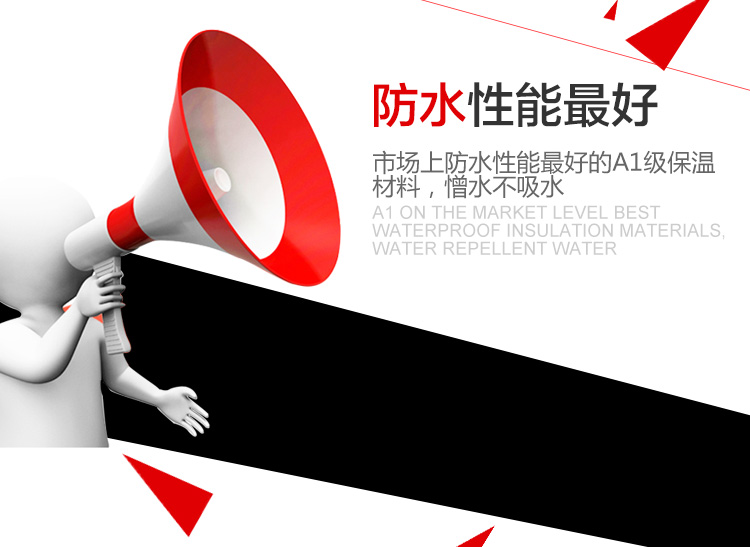 防水性能最好
市场上防水性能最好的A1级保温
材料，憎水不吸水
A1 ON THE MARKET LEVEL BEST
WATERPROOF INSULATION MATERIALS,
WATER REPELLENT WATER